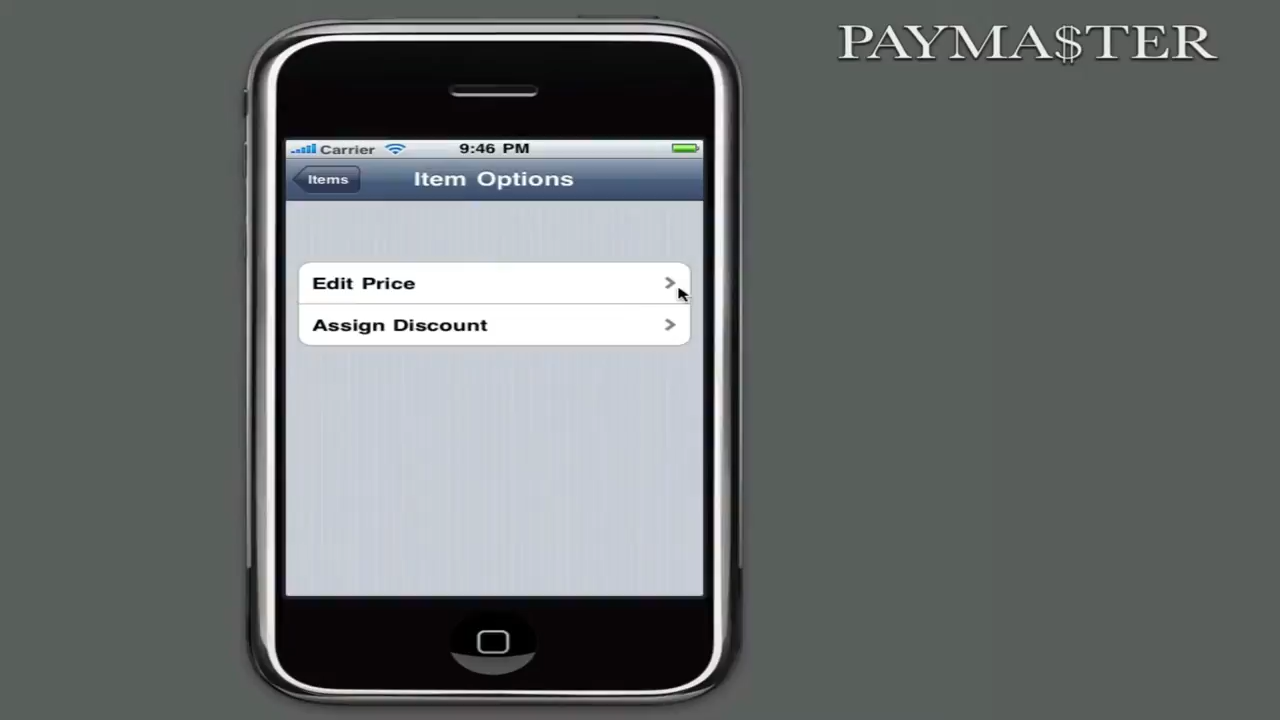 PAYMA$TER
Carrier 9:46 PM
Items Item Options
Edit Price
Assign Discount